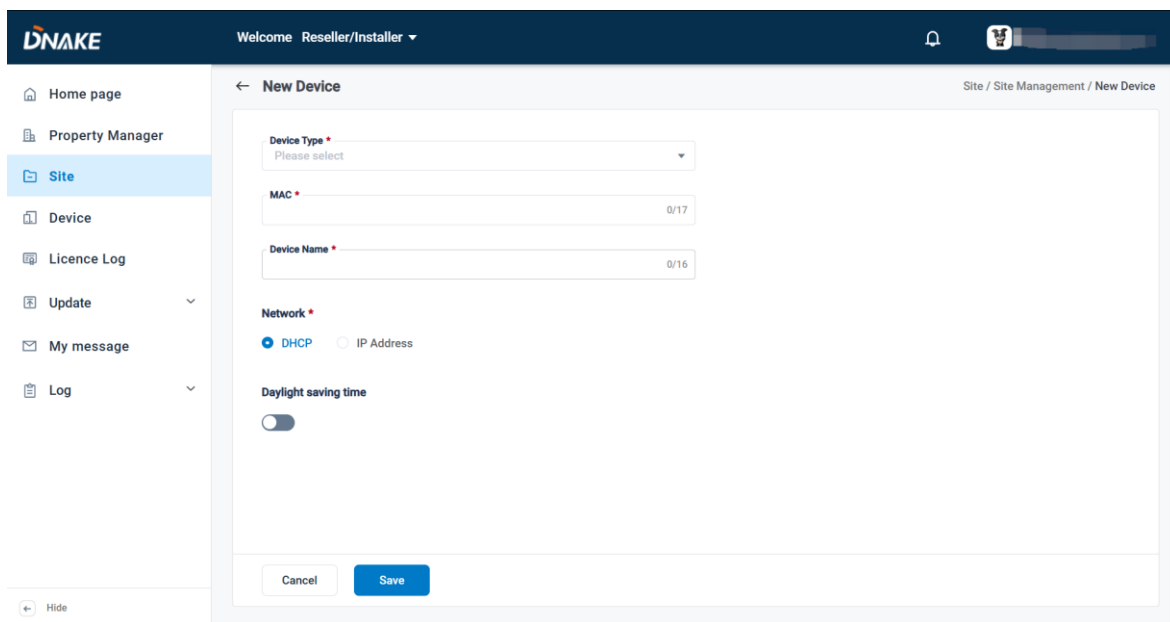 DNAKE
Welcome Reseller/Installer
Home page
Property Manager
Site
Device
Licence Log
Update
My message
Log
Hide
New Device
Site / Site Management / New Device
Device Type *
Please select
MAC *
0/17
Device Name *
0/16
Network *
DHCP IP Address
Daylight saving time
Cancel Save